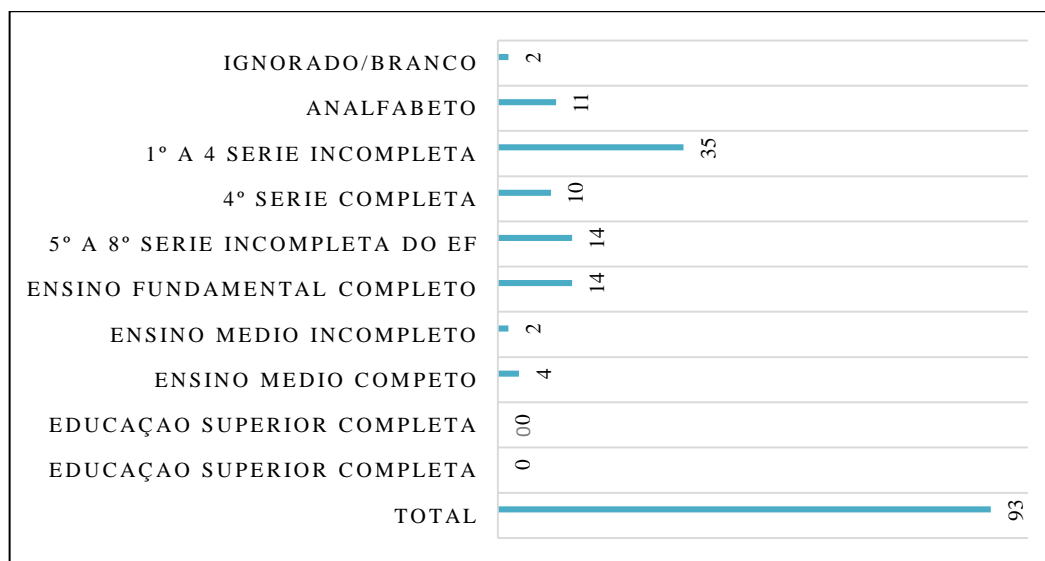 IGNORADO/BRANCO 2
ANALFABETO 11
1º A 4 SERIE INCOMPLETA 35
4º SERIE COMPLETA 10
5º A 8º SERIE INCOMPLETA DO EF 14
ENSINO FUNDAMENTAL COMPLETO 14
ENSINO MEDIO INCOMPLETO 2
ENSINO MEDIO COMPETO 4
EDUCAÇAO SUPERIOR COMPLETA 00
EDUCAÇAO SUPERIOR COMPLETA 0
TOTAL 93